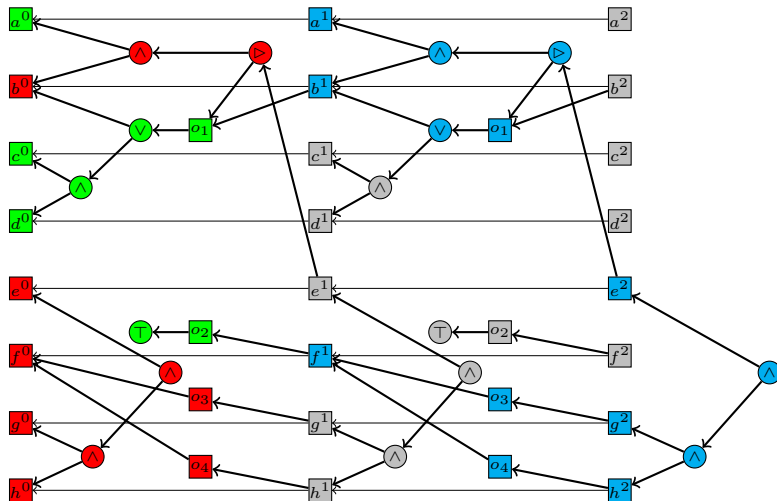 a⁰ a¹ a²
∧ ▷ ∧ ▷
b⁰ b¹ b²
∨ o₁ ∨ o₁
c⁰ c¹ c²
∧ ∧
d⁰ d¹ d²
e⁰ e¹ e²
⊤ o₂ ⊤ o₂
f⁰ f¹ f²
∧ ∧ ∧
o₃ o₃
g⁰ g¹ g²
∧ ∧ ∧
o₄ o₄
h⁰ h¹ h²